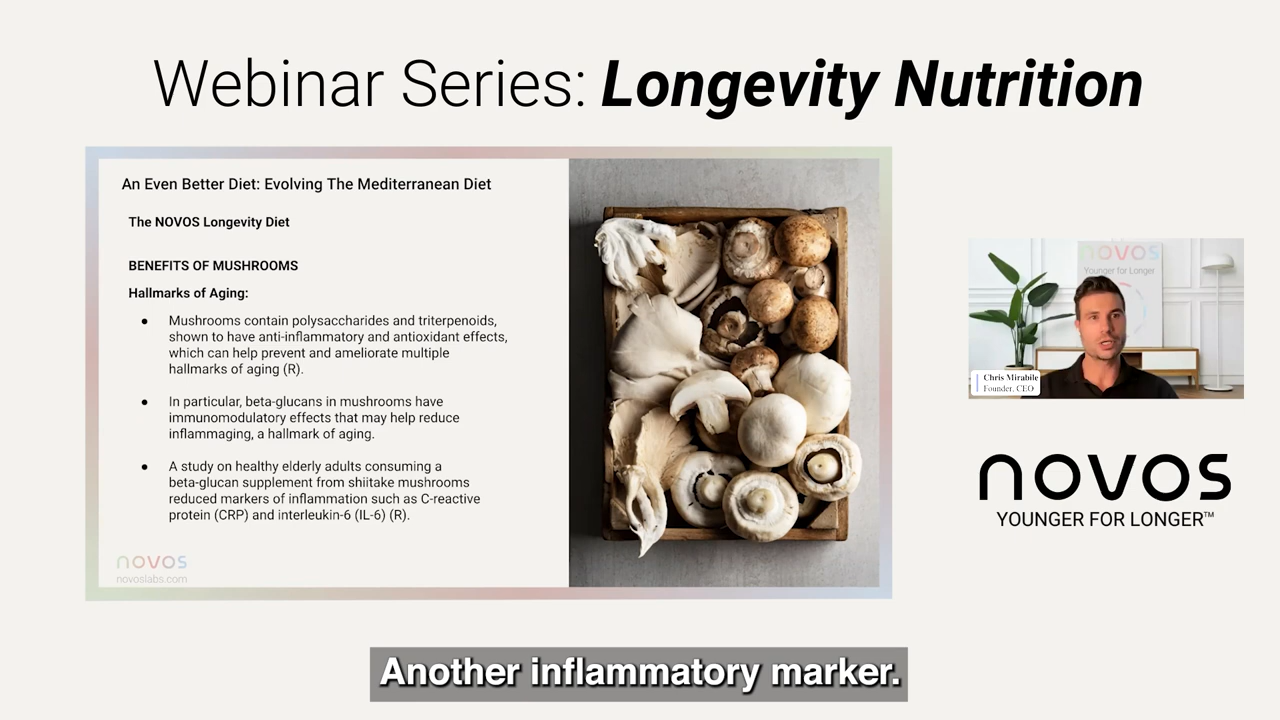 Webinar Series: Longevity Nutrition
An Even Better Diet: Evolving The Mediterranean Diet
The NOVOS Longevity Diet
BENEFITS OF MUSHROOMS
Hallmarks of Aging:
● Mushrooms contain polysaccharides and triterpenoids,
shown to have anti-inflammatory and antioxidant effects,
which can help prevent and ameliorate multiple
hallmarks of aging (R).
● In particular, beta-glucans in mushrooms have
immunomodulatory effects that may help reduce
inflammaging, a hallmark of aging.
● A study on healthy elderly adults consuming a
beta-glucan supplement from shiitake mushrooms
reduced markers of inflammation such as C-reactive
protein (CRP) and interleukin-6 (IL-6) (R).
novos
novoslabs.com
novos
Younger for Longer
Chris Mirabile
Founder, CEO
novos
YOUNGER FOR LONGER™
Another inflammatory marker.